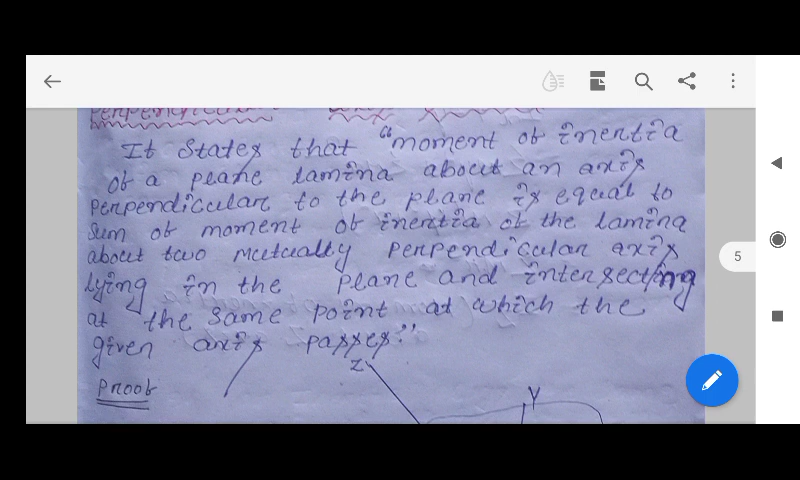 It states that "moment of inertia
of a plane lamina about an axis
perpendicular to the plane is equal to
sum of moment of inertia of the lamina
about two mutually perpendicular axis
lying in the plane and intersecting
at the same point at which the
given axis passes."
Proof
Z
Y
5